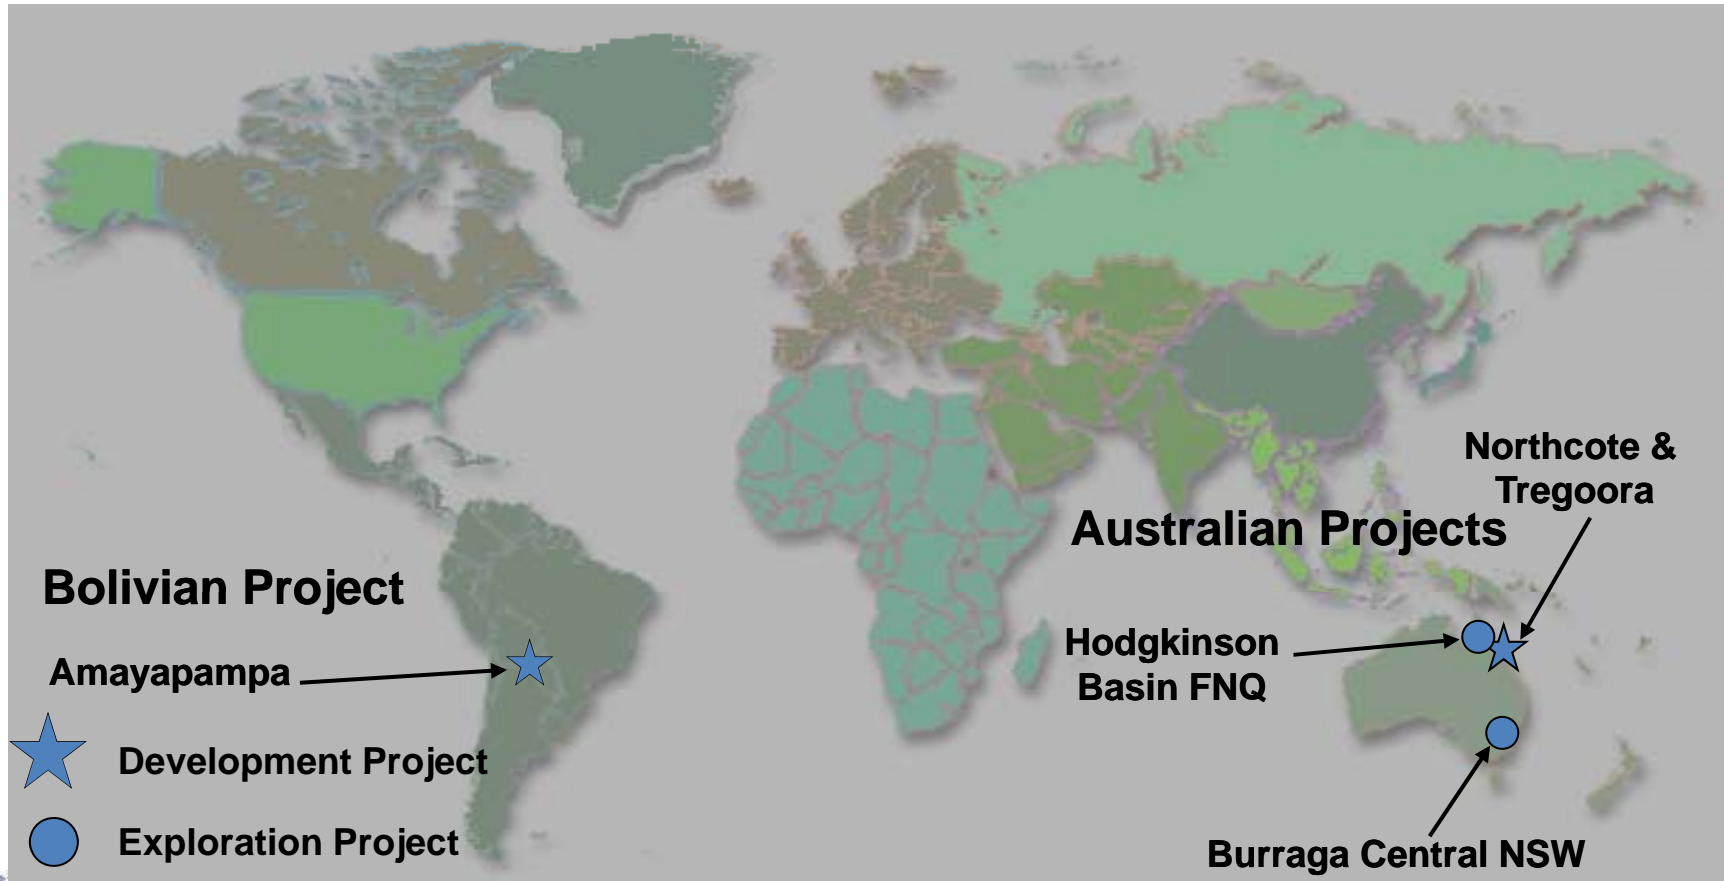 Northcote &
Tregoora
Australian Projects
Bolivian Project
Hodgkinson
Basin FNQ
Amayapampa
Development Project
Exploration Project
Burraga Central NSW